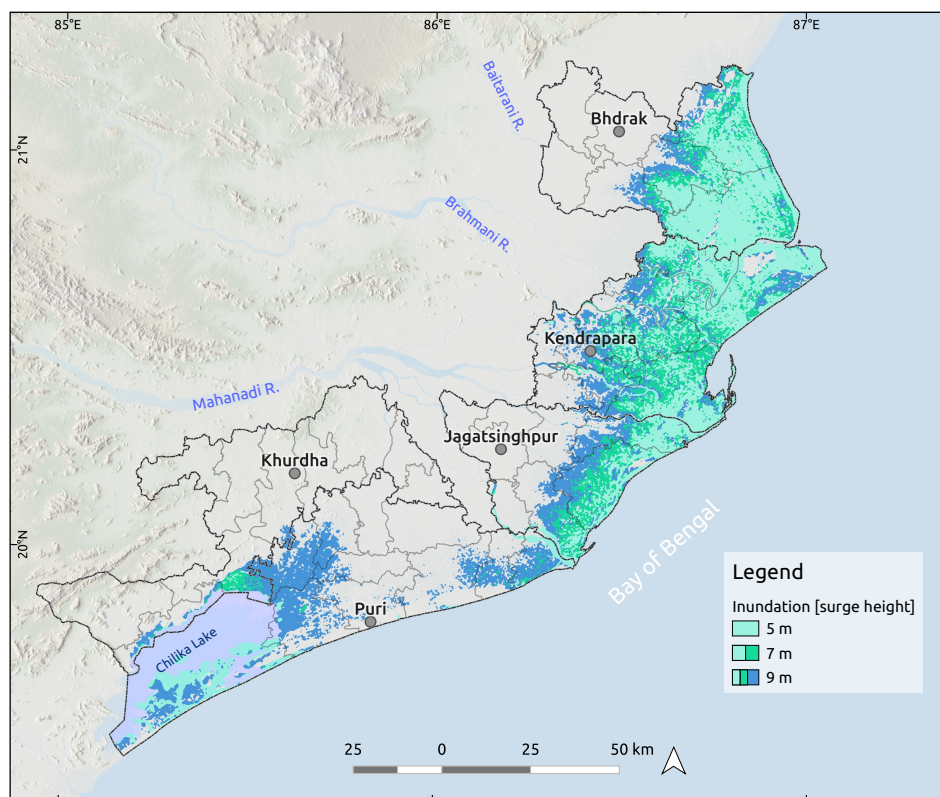 85°E
86°E
87°E
Baitarani R.
Bhdrak
21°N
Brahmani R.
Kendrapara
Mahanadi R.
Jagatsinghpur
Khurdha
20°N
Bay of Bengal
Legend
Inundation [surge height]
5 m
7 m
9 m
Puri
Chilika Lake
25 0 25 50 km